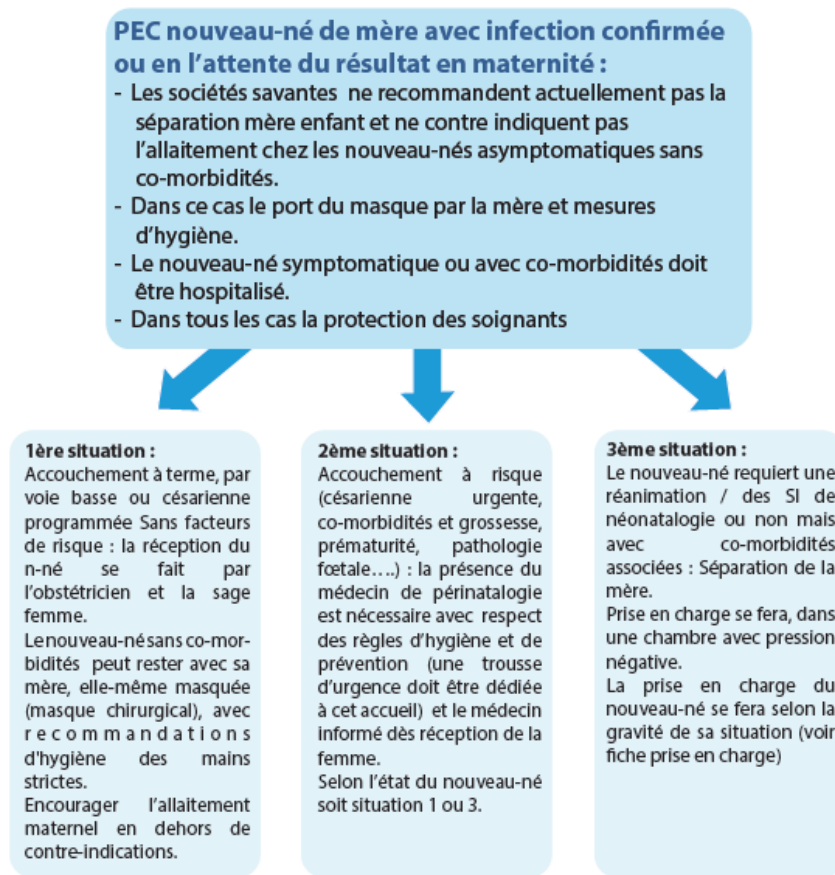 PEC nouveau-né de mère avec infection confirmée
ou en l'attente du résultat en maternité :
- Les sociétés savantes ne recommandent actuellement pas la
séparation mère enfant et ne contre indiquent pas
l'allaitement chez les nouveau-nés asymptomatiques sans
co-morbidités.
- Dans ce cas le port du masque par la mère et mesures
d'hygiène.
- Le nouveau-né symptomatique ou avec co-morbidités doit
être hospitalisé.
- Dans tous les cas la protection des soignants
1ère situation :
Accouchement à terme, par
voie basse ou césarienne
programmée Sans facteurs
de risque : la réception du
n-né se fait par
l'obstétricien et la sage
femme.
Le nouveau-né sans co-mor-
bidités peut rester avec sa
mère, elle-même masquée
(masque chirurgical), avec
recommandations
d'hygiène des mains
strictes.
Encourager l'allaitement
maternel en dehors de
contre-indications.
2ème situation :
Accouchement à risque
(césarienne urgente,
co-morbidités et grossesse,
prématurité, pathologie
fœtale....) : la présence du
médecin de périnatalogie
est nécessaire avec respect
des règles d'hygiène et de
prévention (une trousse
d'urgence doit être dédiée
à cet accueil) et le médecin
informé dès réception de la
femme.
Selon l'état du nouveau-né
soit situation 1 ou 3.
3ème situation :
Le nouveau-né requiert une
réanimation / des SI de
néonatalogie ou non mais
avec co-morbidités
associées : Séparation de la
mère.
Prise en charge se fera, dans
une chambre avec pression
négative.
La prise en charge du
nouveau-né se fera selon la
gravité de sa situation (voir
fiche prise en charge)